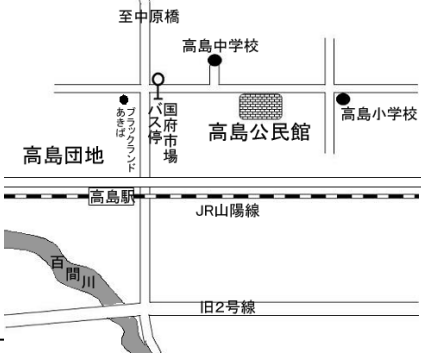 至中原橋
高島中学校
国府市場
バス停
ブラックランド
あきば
高島公民館
高島小学校
高島団地
高島駅
JR山陽線
百間川
旧2号線